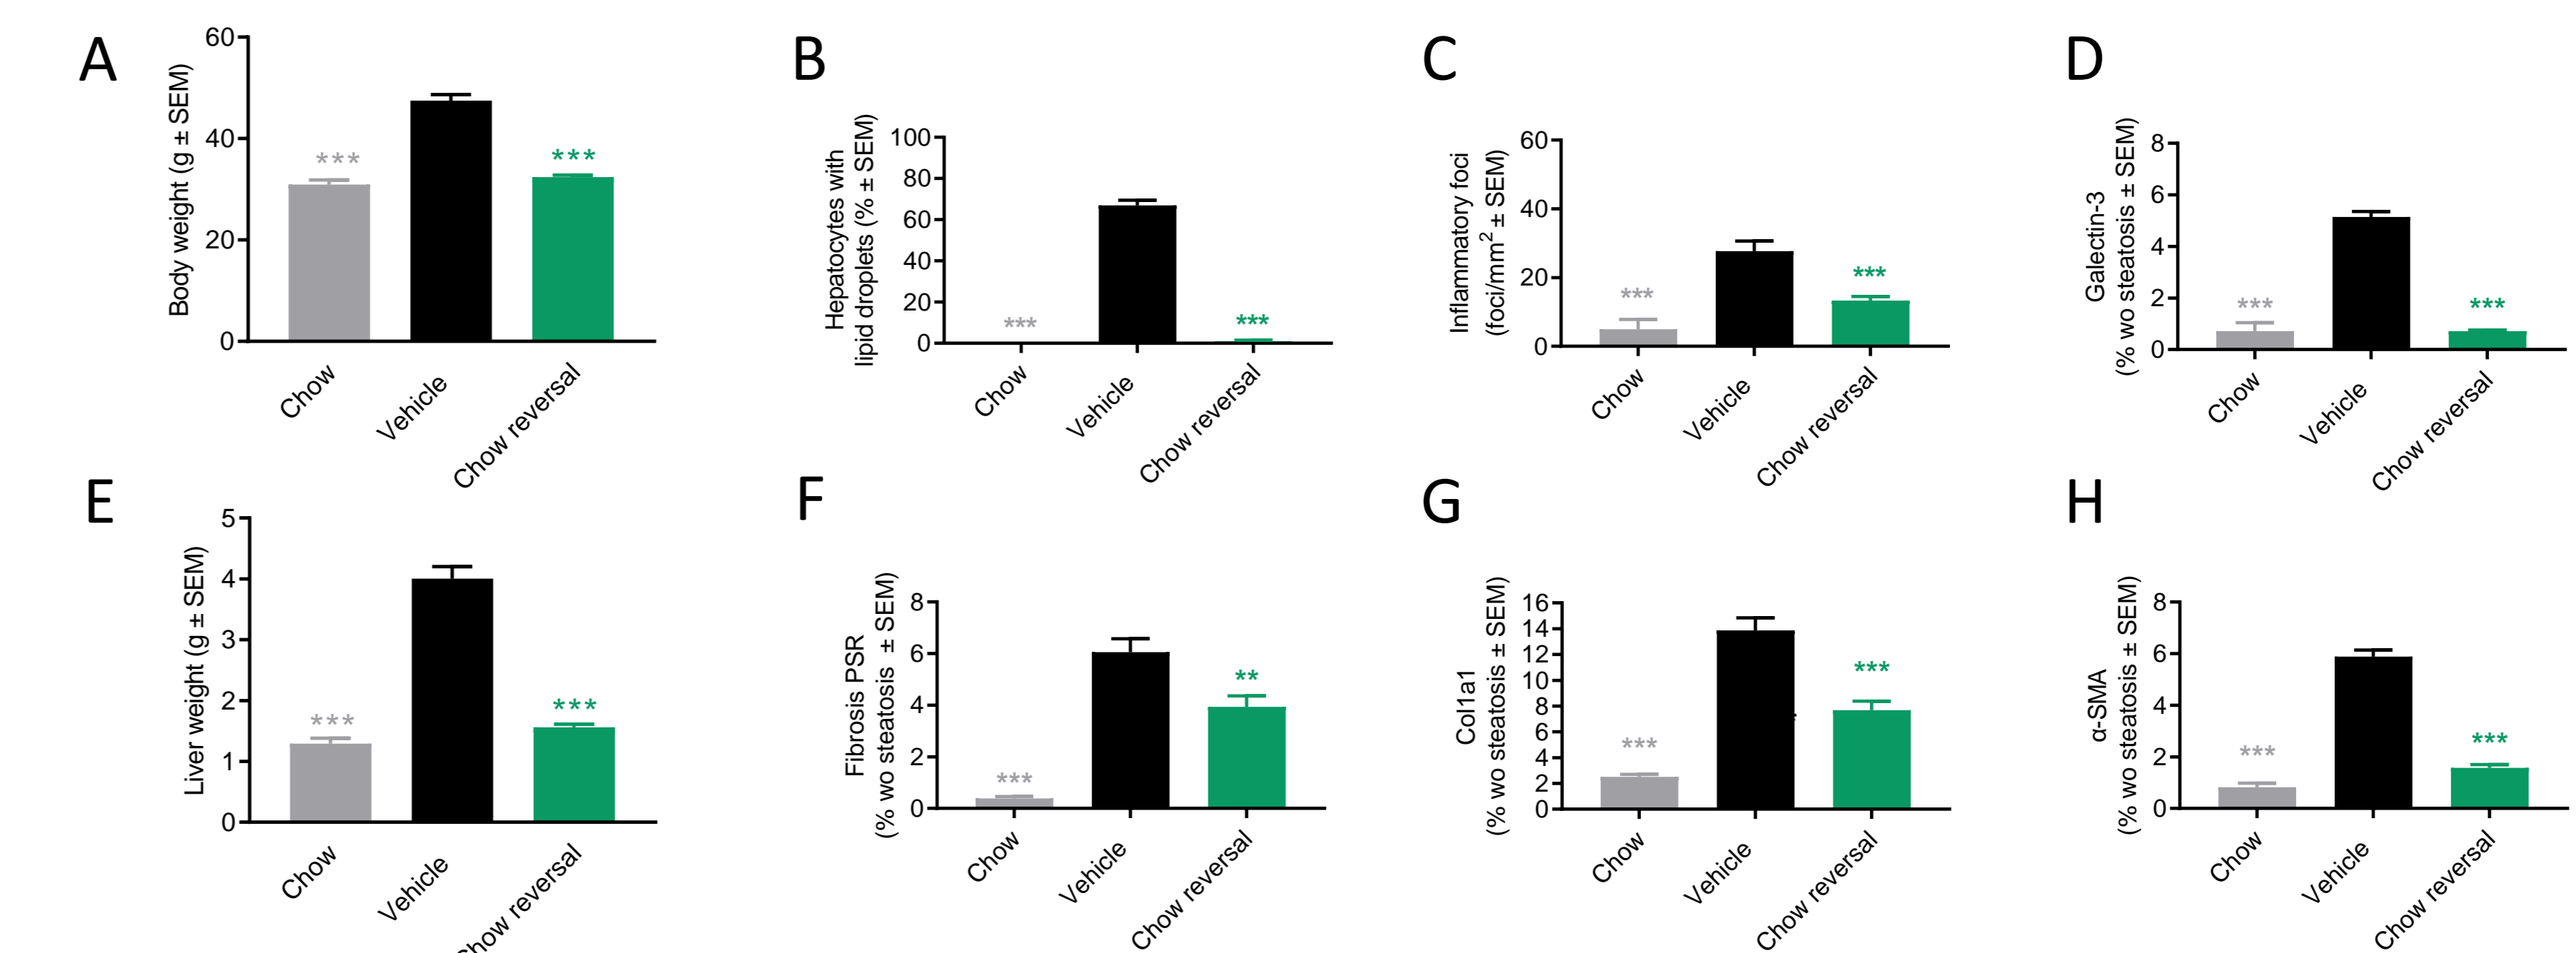 A
Body weight (g ± SEM)
60
40
20
0
***
***
Chow
Vehicle
Chow reversal
B
Hepatocytes with
lipid droplets (% ± SEM)
100
80
60
40
20
0
***
***
Chow
Vehicle
Chow reversal
C
Inflammatory foci
(foci/mm² ± SEM)
60
40
20
0
***
***
Chow
Vehicle
Chow reversal
D
Galectin-3
(% wo steatosis ± SEM)
8
6
4
2
0
***
***
Chow
Vehicle
Chow reversal
E
Liver weight (g ± SEM)
5
4
3
2
1
0
***
***
Chow
Vehicle
Chow reversal
F
Fibrosis PSR
(% wo steatosis ± SEM)
8
6
4
2
0
***
**
Chow
Vehicle
Chow reversal
G
Col1a1
(% wo steatosis ± SEM)
16
14
12
10
8
6
4
2
0
***
***
Chow
Vehicle
Chow reversal
H
α-SMA
(% wo steatosis ± SEM)
8
6
4
2
0
***
***
Chow
Vehicle
Chow reversal